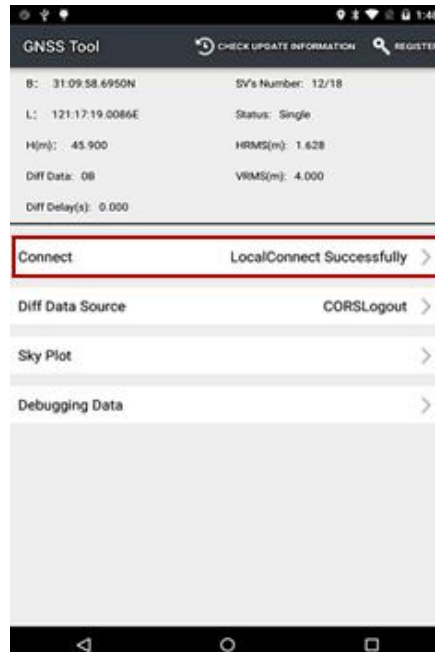 1:48
GNSS Tool CHECK UPDATE INFORMATION REGISTER
B: 31:09:58.6950N SV's Number: 12/18
L: 121:17:19.0086E Status: Single
H(m): 45.900 HRMS(m): 1.628
Diff Data: 0B VRMS(m): 4.000
Diff Delay(s): 0.000
Connect LocalConnect Successfully
Diff Data Source CORSLogout
Sky Plot
Debugging Data